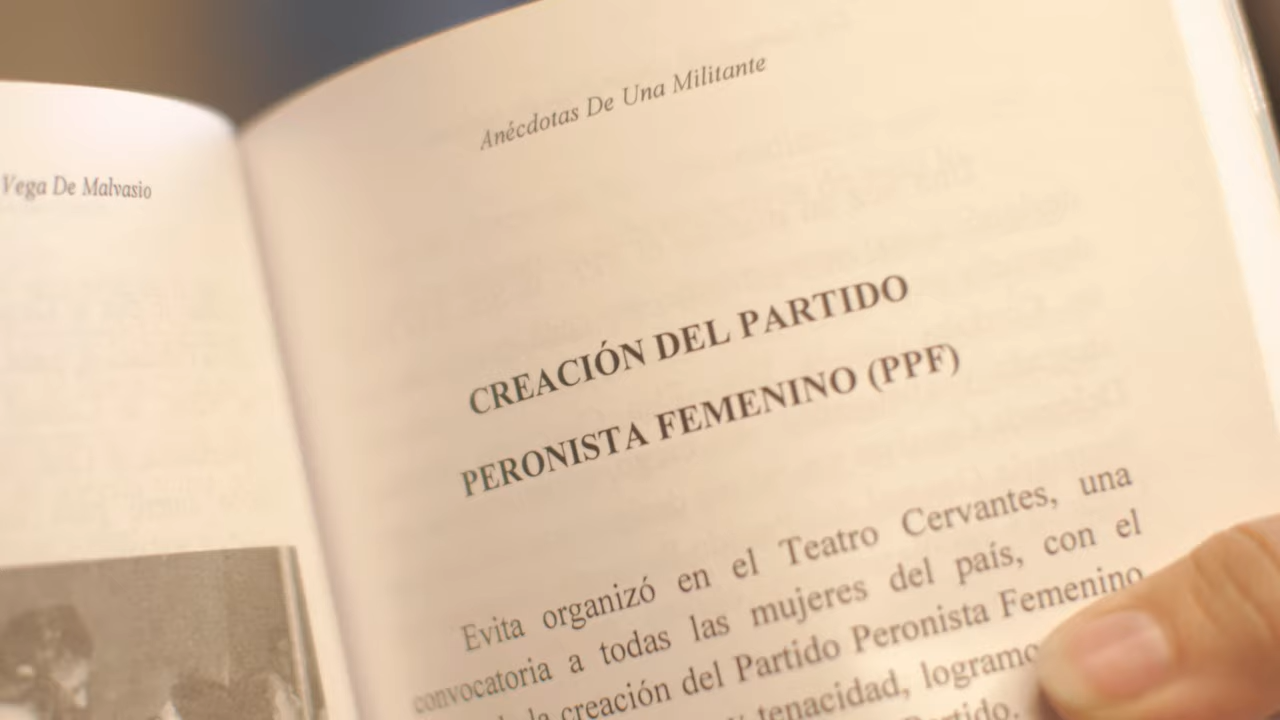 Vega De Malvasio
Anécdotas De Una Militante
CREACIÓN DEL PARTIDO
PERONISTA FEMENINO (PPF)
Evita organizó en el Teatro Cervantes, una
convocatoria a todas las mujeres del país, con el
la creación del Partido Peronista Femenino
y tenacidad, logramo
Partido.